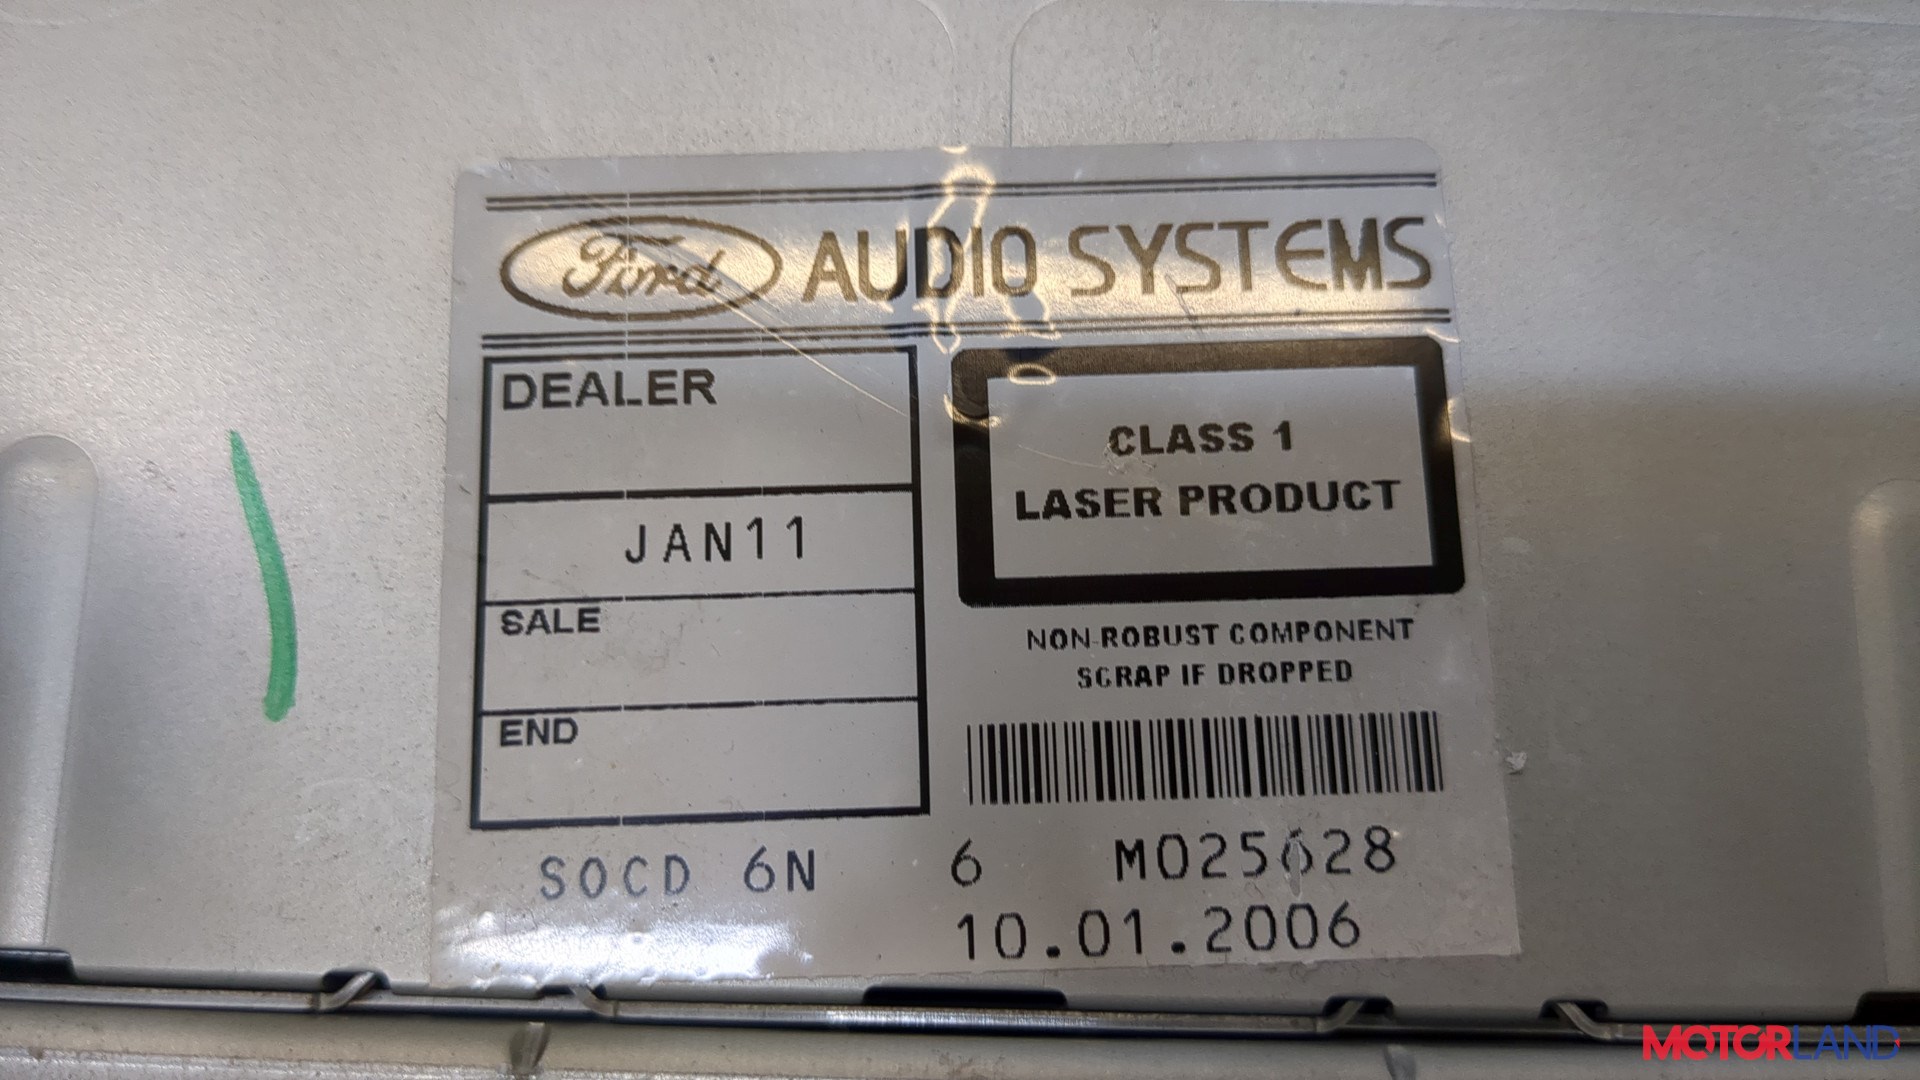 Ford AUDIO SYSTEMS
DEALER
JAN11
SALE
END
CLASS 1
LASER PRODUCT
NON-ROBUST COMPONENT
SCRAP IF DROPPED
SOCD 6N 6 M025628
10.01.2006
MOTORLAND